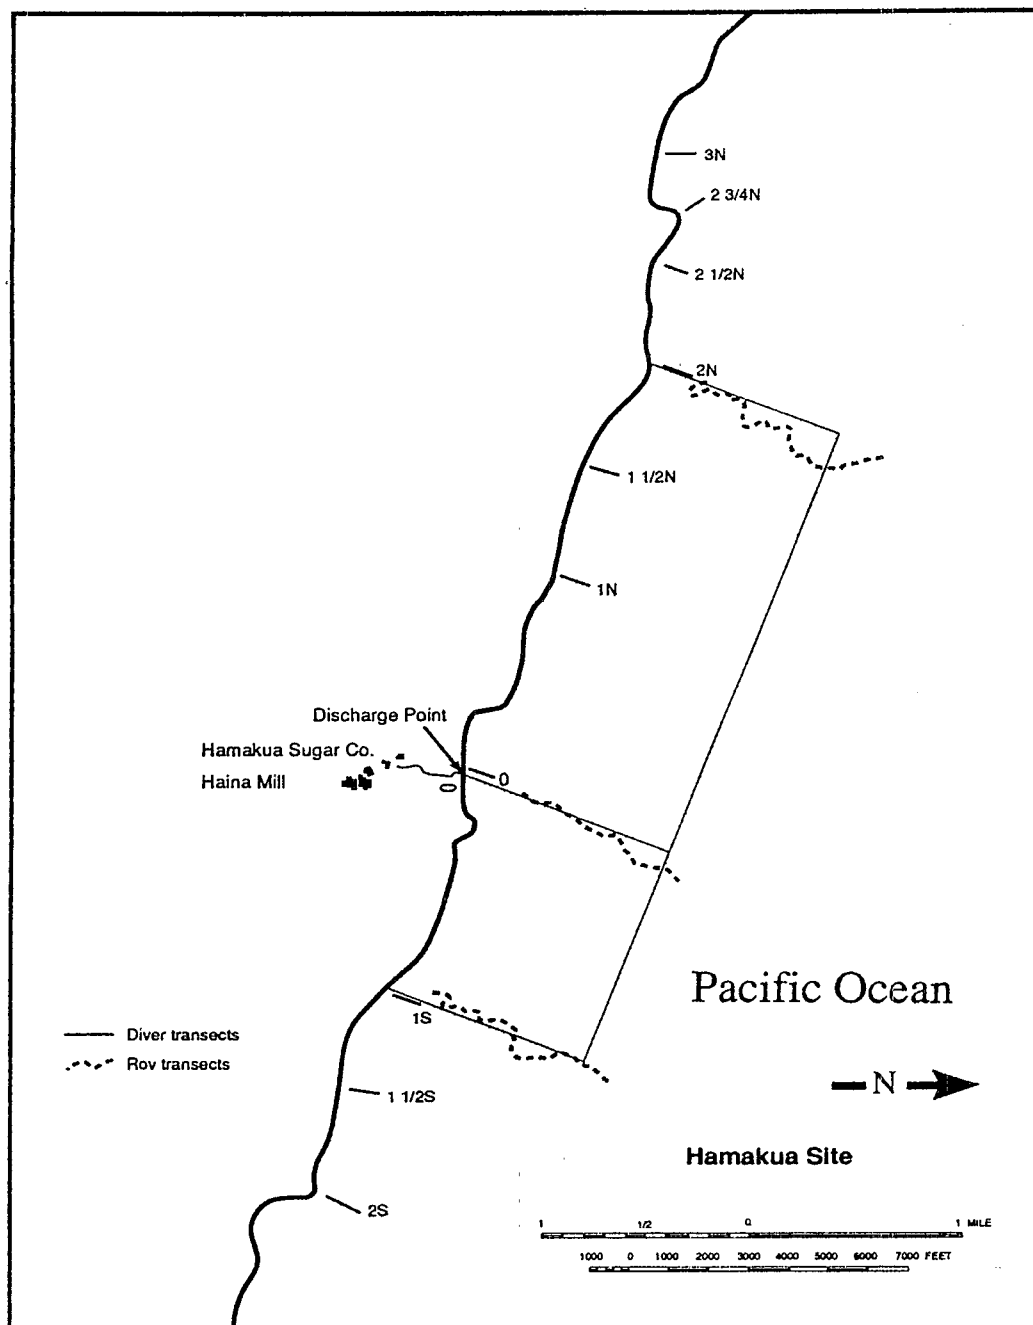 3N
2 3/4N
2 1/2N
2N
1 1/2N
1N
Discharge Point
Hamakua Sugar Co.
Haina Mill
0
0
1S
Pacific Ocean
Diver transects
Rov transects
N
1 1/2S
Hamakua Site
2S
1 1/2 0 1 MILE
1000 0 1000 2000 3000 4000 5000 6000 7000 FEET